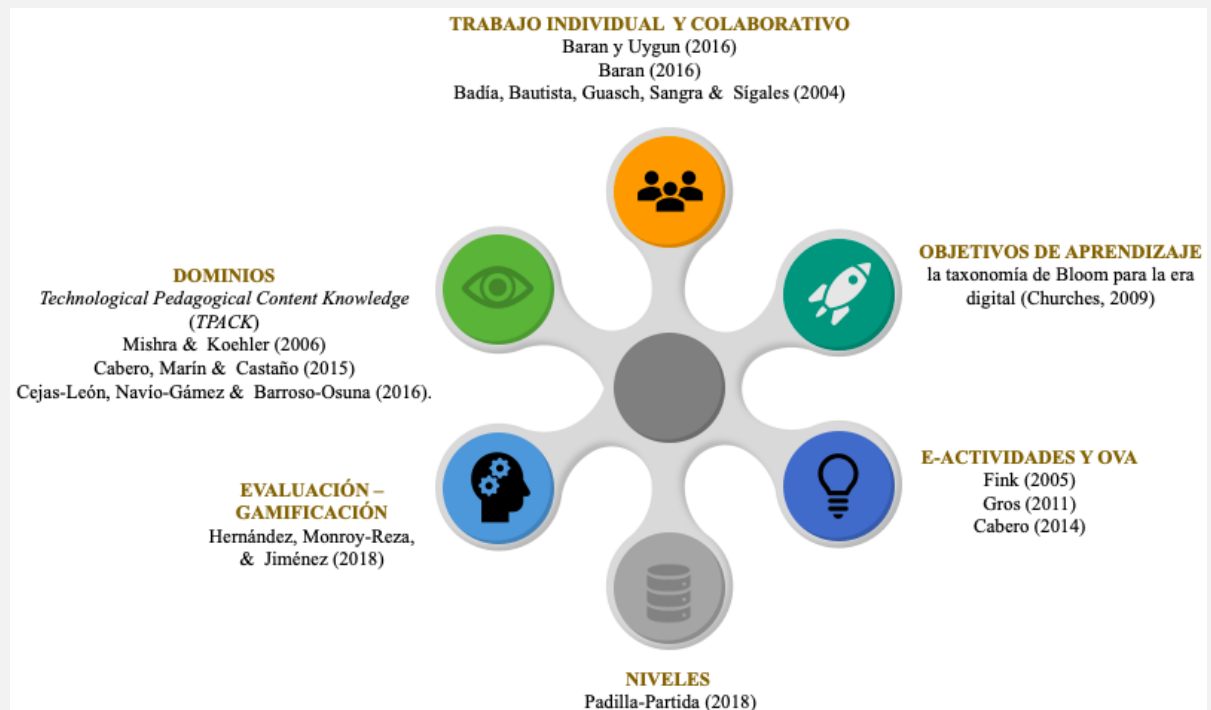 TRABAJO INDIVIDUAL Y COLABORATIVO
Baran y Uygun (2016)
Baran (2016)
Badía, Bautista, Guasch, Sangra & Sígales (2004)
OBJETIVOS DE APRENDIZAJE
la taxonomía de Bloom para la era
digital (Churches, 2009)
DOMINIOS
Technological Pedagogical Content Knowledge
(TPACK)
Mishra & Koehler (2006)
Cabero, Marín & Castaño (2015)
Cejas-León, Navío-Gámez & Barroso-Osuna (2016).
E-ACTIVIDADES Y OVA
Fink (2005)
Gros (2011)
Cabero (2014)
EVALUACIÓN –
GAMIFICACIÓN
Hernández, Monroy-Reza,
& Jiménez (2018)
NIVELES
Padilla-Partida (2018)